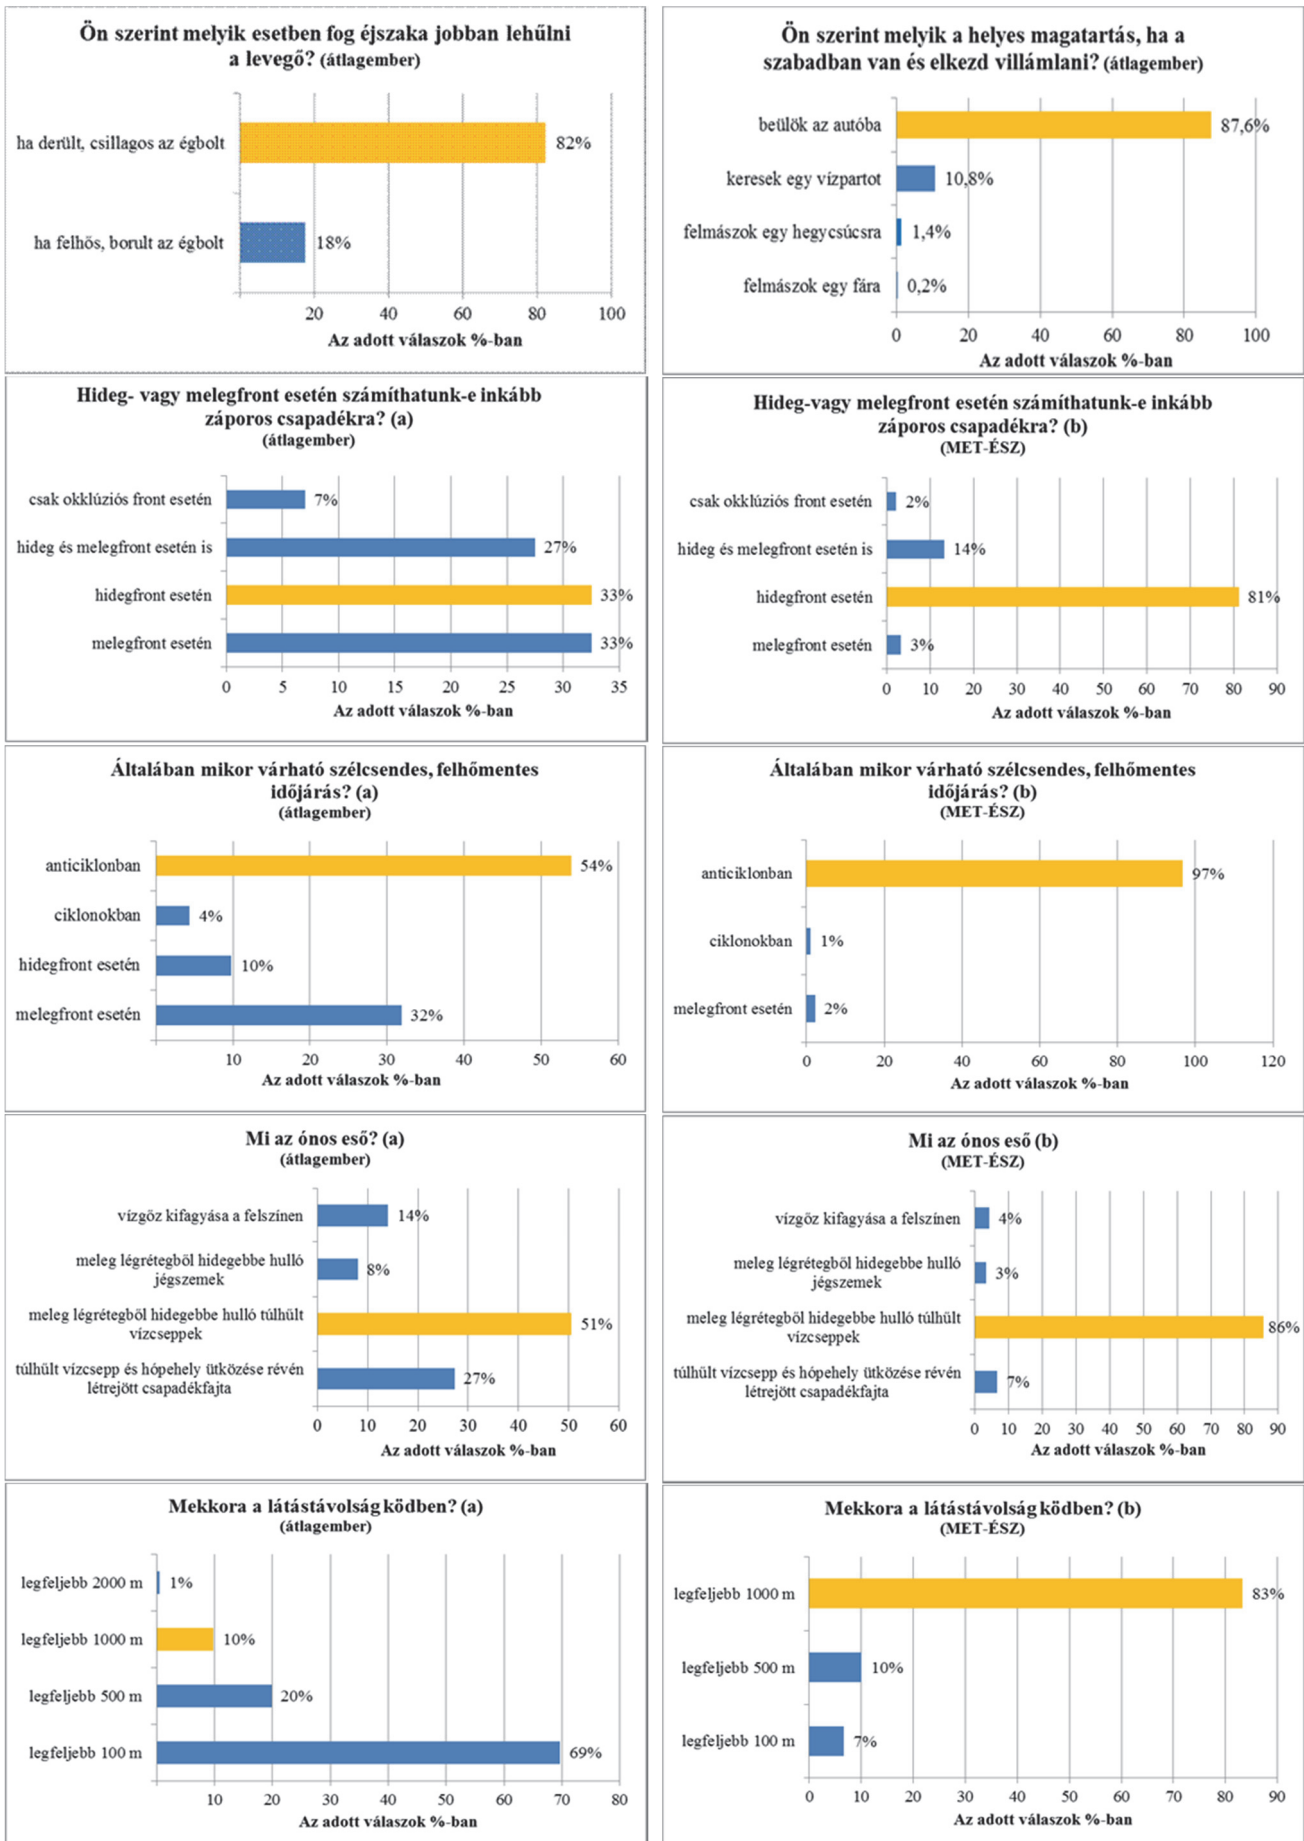 Ön szerint melyik esetben fog éjszaka jobban lehűlni
a levegő? (átlagember)
ha derült, csillagos az égbolt
82%
ha felhős, borult az égbolt
18%
20 40 60 80 100
Az adott válaszok %-ban
Ön szerint melyik a helyes magatartás, ha a
szabadban van és elkezd villámlani? (átlagember)
beülök az autóba
87,6%
keresek egy vízpartot
10,8%
felmászok egy hegycsúcsra
1,4%
felmászok egy fára
0,2%
0 20 40 60 80 100
Az adott válaszok %-ban
Hideg- vagy melegfront esetén számíthatunk-e inkább
záporos csapadékra? (a)
(átlagember)
csak okklúziós front esetén
7%
hideg és melegfront esetén is
27%
hidegfront esetén
33%
melegfront esetén
33%
0 5 10 15 20 25 30 35
Az adott válaszok %-ban
Hideg-vagy melegfront esetén számíthatunk-e inkább
záporos csapadékra? (b)
(MET-ÉSZ)
csak okklúziós front esetén
2%
hideg és melegfront esetén is
14%
hidegfront esetén
81%
melegfront esetén
3%
0 10 20 30 40 50 60 70 80 90
Az adott válaszok %-ban
Általában mikor várható szélcsendes, felhőmentes
időjárás? (a)
(átlagember)
anticiklonban
54%
ciklonokban
4%
hidegfront esetén
10%
melegfront esetén
32%
10 20 30 40 50 60
Az adott válaszok %-ban
Általában mikor várható szélcsendes, felhőmentes
időjárás? (b)
(MET-ÉSZ)
anticiklonban
97%
ciklonokban
1%
melegfront esetén
2%
0 20 40 60 80 100 120
Az adott válaszok %-ban
Mi az ónos eső? (a)
(átlagember)
vízgőz kifagyása a felszínen
14%
meleg légrétegből hidegebbe hulló
jégszemek
8%
meleg légrétegből hidegebbe hulló túlhűlt
vízcseppek
51%
túlhűlt vízcsepp és hópehely ütközése révén
létrejött csapadékfajta
27%
0 10 20 30 40 50 60
Az adott válaszok %-ban
Mi az ónos eső (b)
(MET-ÉSZ)
vízgőz kifagyása a felszínen
4%
meleg légrétegből hidegebbe hulló
jégszemek
3%
meleg légrétegből hidegebbe hulló túlhűlt
vízcseppek
86%
túlhűlt vízcsepp és hópehely ütközése révén
létrejött csapadékfajta
7%
0 10 20 30 40 50 60 70 80 90
Az adott válaszok %-ban
Mekkora a látástávolság ködben? (a)
(átlagember)
legfeljebb 2000 m
1%
legfeljebb 1000 m
10%
legfeljebb 500 m
20%
legfeljebb 100 m
69%
10 20 30 40 50 60 70 80
Az adott válaszok %-ban
Mekkora a látástávolság ködben? (b)
(MET-ÉSZ)
legfeljebb 1000 m
83%
legfeljebb 500 m
10%
legfeljebb 100 m
7%
0 10 20 30 40 50 60 70 80 90
Az adott válaszok %-ban